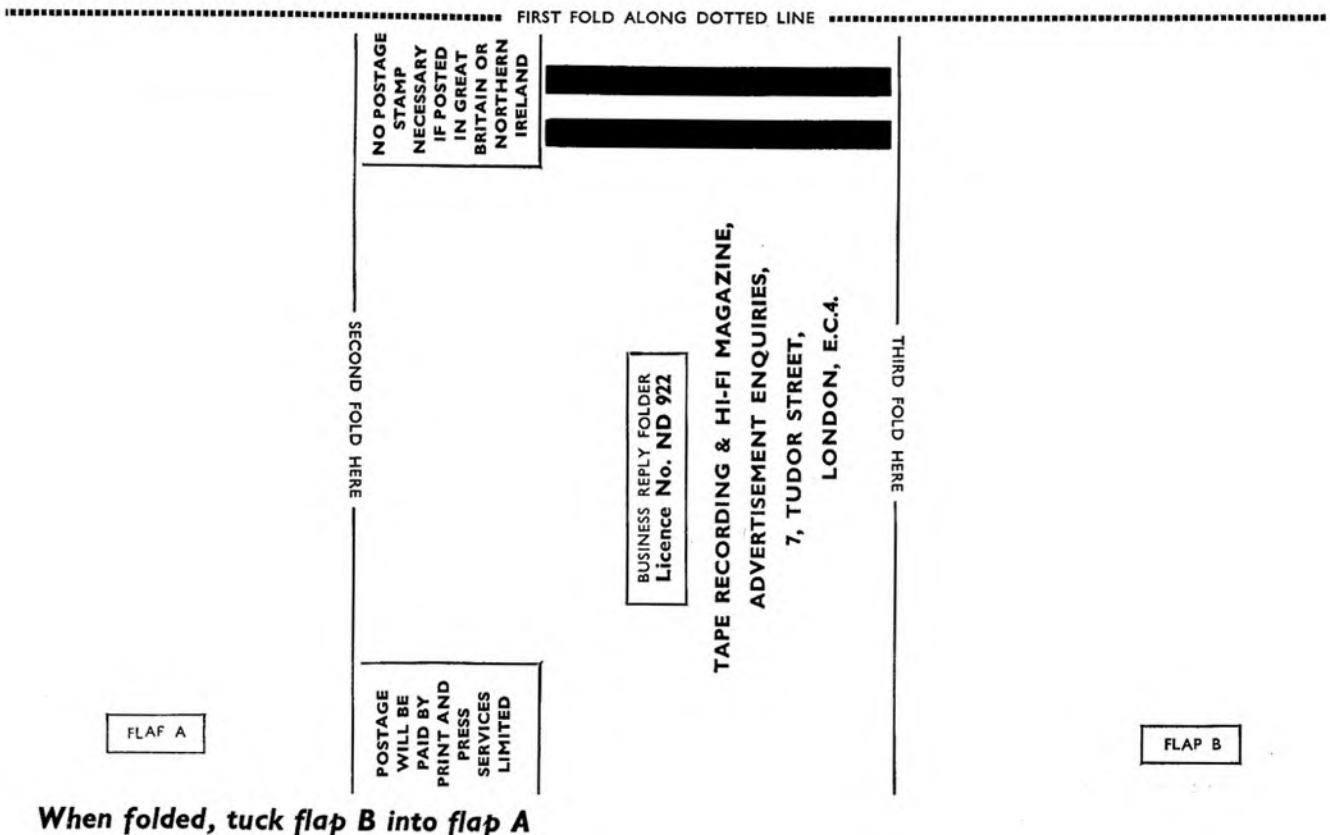 FIRST FOLD ALONG DOTTED LINE
NO POSTAGE
STAMP
NECESSARY
IF POSTED
IN GREAT
BRITAIN OR
NORTHERN
IRELAND
SECOND FOLD HERE
POSTAGE
WILL BE
PAID BY
PRINT AND
PRESS
SERVICES
LIMITED
BUSINESS REPLY FOLDER
Licence No. ND 922
TAPE RECORDING & HI-FI MAGAZINE,
ADVERTISEMENT ENQUIRIES,
7, TUDOR STREET,
LONDON, E.C.4.
THIRD FOLD HERE
FLAF A
FLAP B
When folded, tuck flap B into flap A